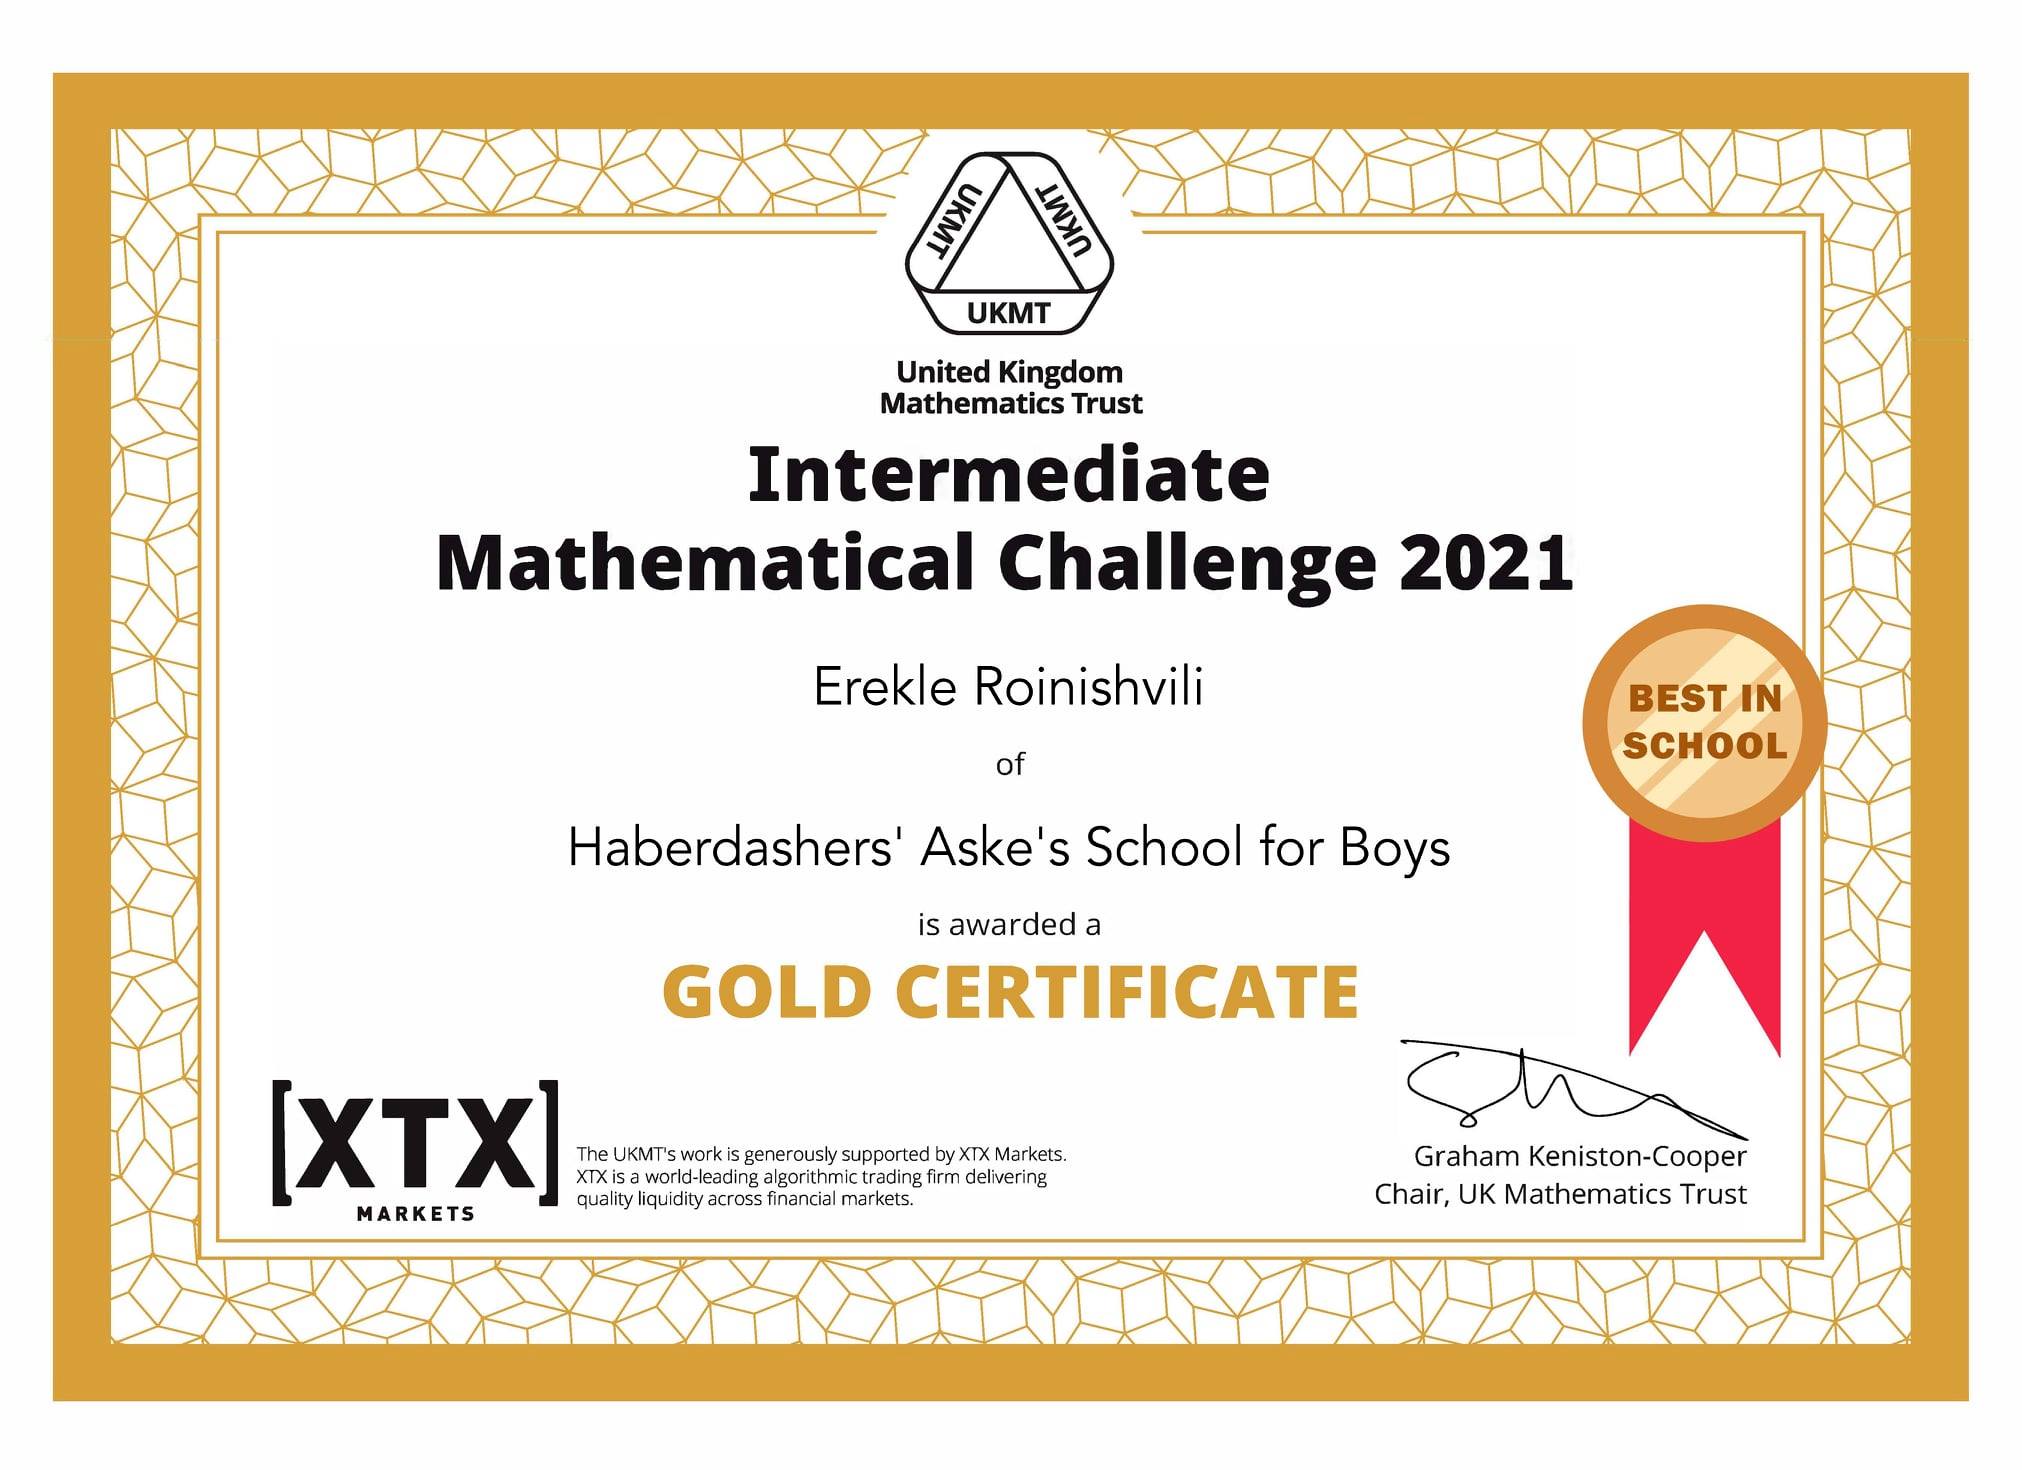 UKMT
UKMT
UKMT
United Kingdom
Mathematics Trust
Intermediate
Mathematical Challenge 2021
Erekle Roinishvili
of
Haberdashers' Aske's School for Boys
is awarded a
GOLD CERTIFICATE
BEST IN
SCHOOL
[XTX]
MARKETS
The UKMT's work is generously supported by XTX Markets.
XTX is a world-leading algorithmic trading firm delivering
quality liquidity across financial markets.
Graham Keniston-Cooper
Chair, UK Mathematics Trust